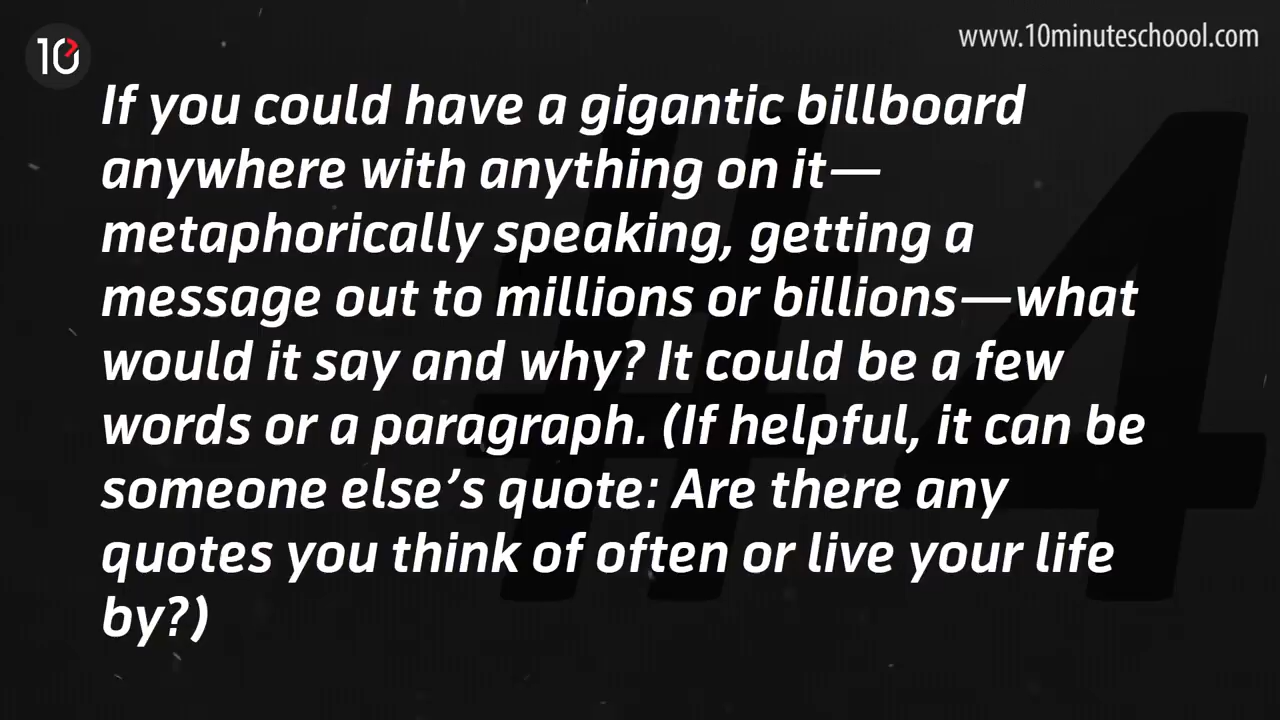 10
www.10minuteschoool.com
If you could have a gigantic billboard
anywhere with anything on it—
metaphorically speaking, getting a
message out to millions or billions—what
would it say and why? It could be a few
words or a paragraph. (If helpful, it can be
someone else’s quote: Are there any
quotes you think of often or live your life
by?)
#4